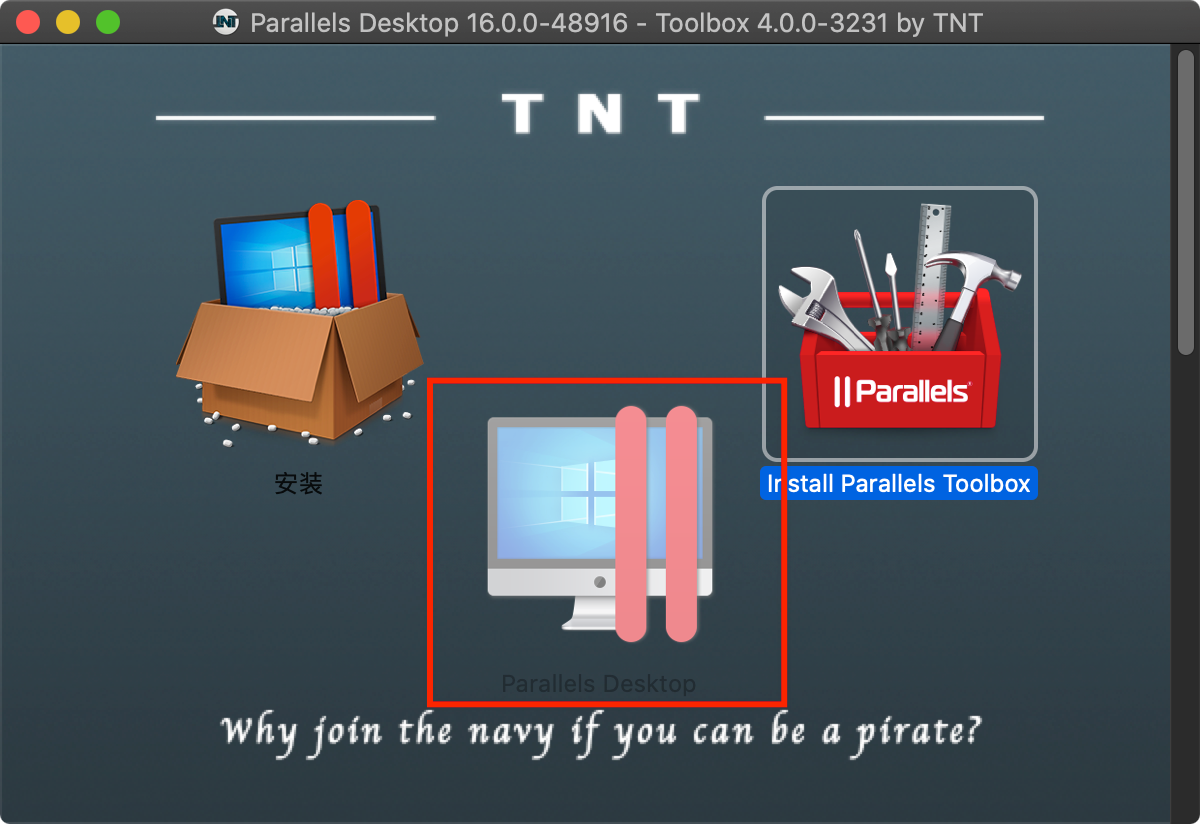 Parallels Desktop 16.0.0-48916 - Toolbox 4.0.0-3231 by TNT
TNT
Parallels
安装
Install Parallels Toolbox
Parallels Desktop
Why join the navy if you can be a pirate?